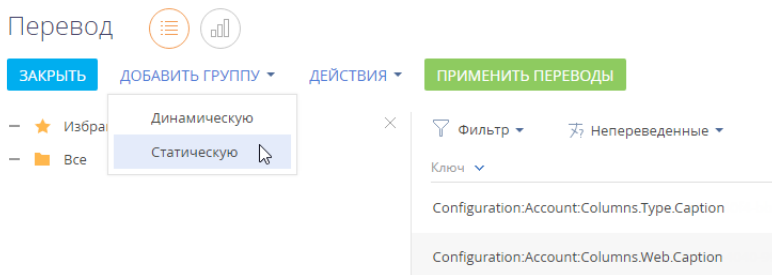 Перевод
ЗАКРЫТЬ ДОБАВИТЬ ГРУППУ ДЕЙСТВИЯ ПРИМЕНИТЬ ПЕРЕВОДЫ
Динамическую
Статическую
Избра
Все
Фильтр Непереведенные
Ключ
Configuration:Account:Columns.Type.Caption
Configuration:Account:Columns.Web.Caption